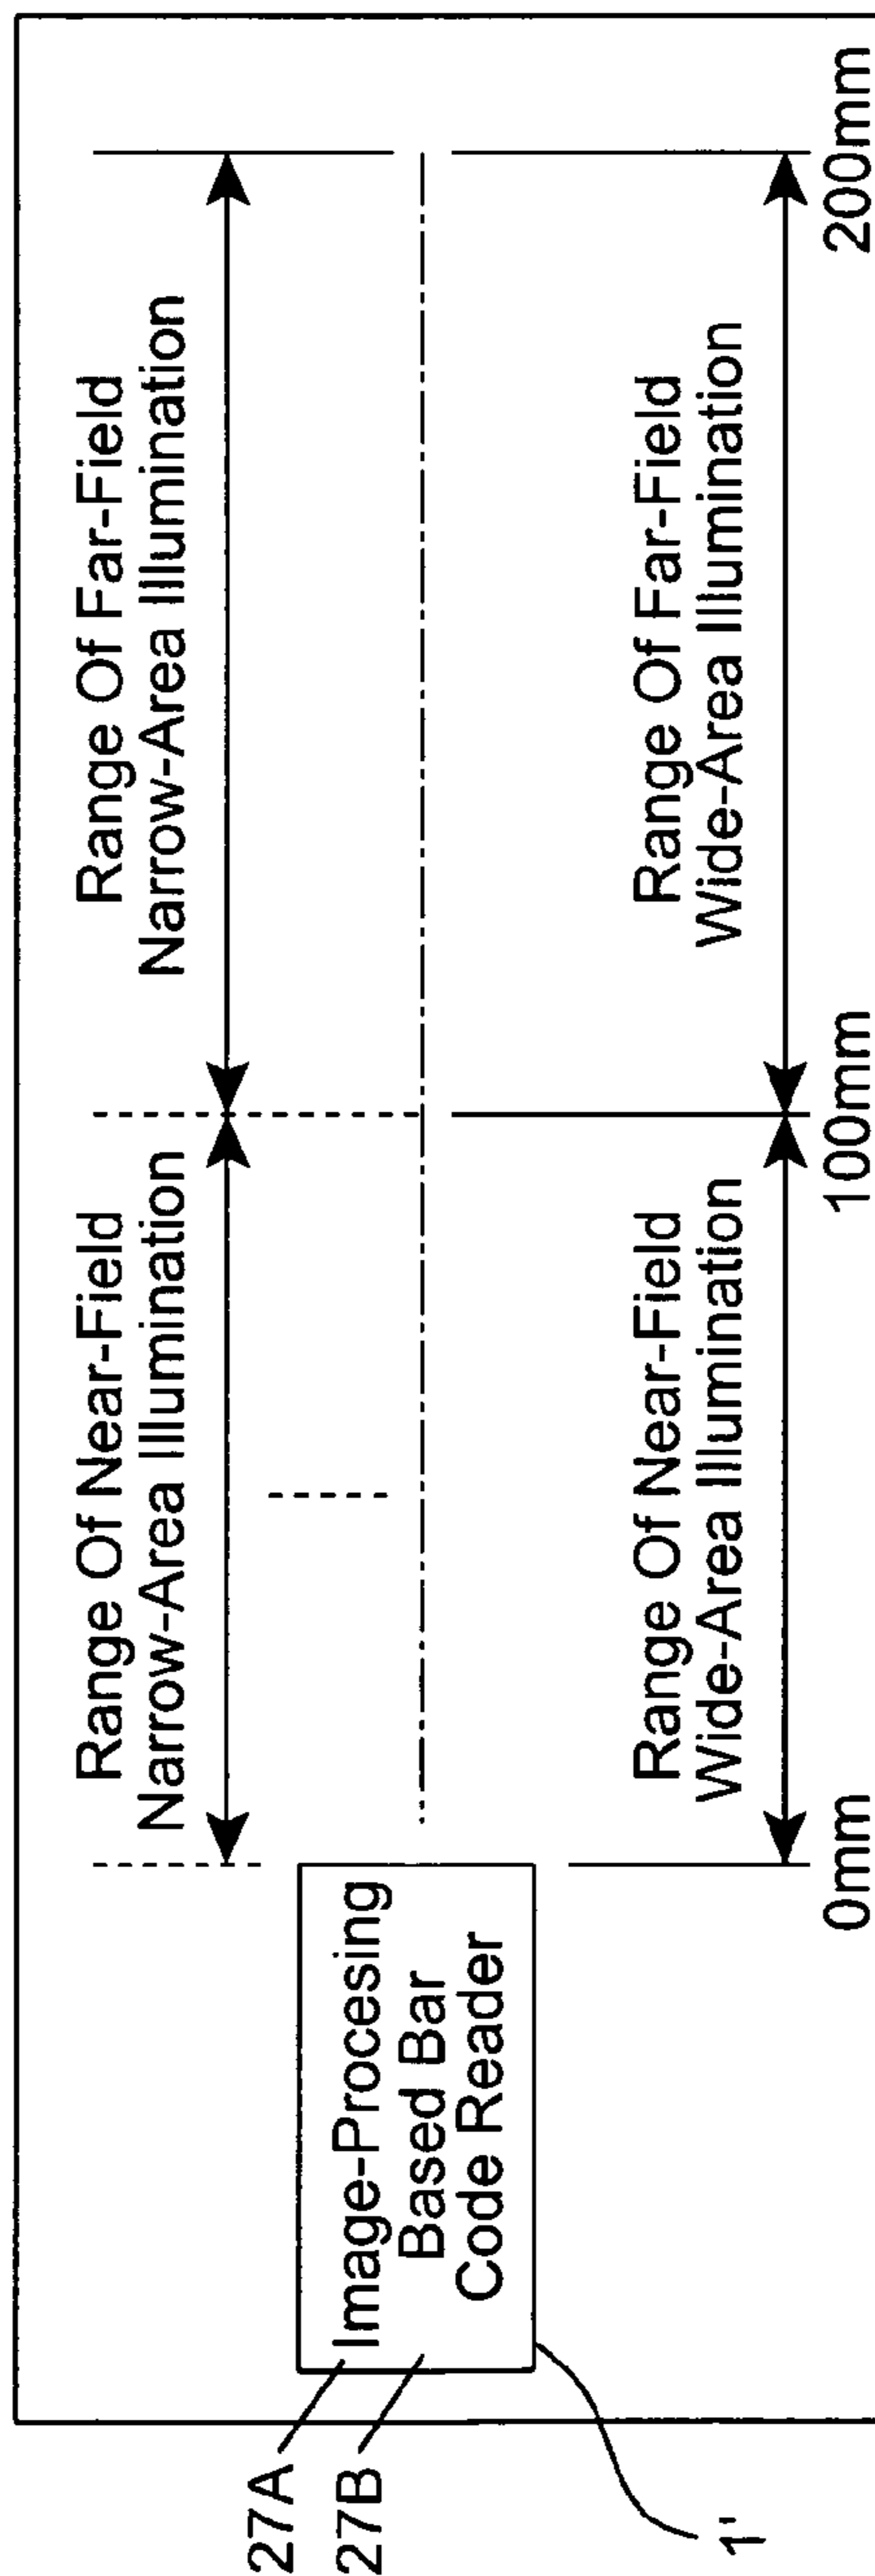 Range Of Near-Field
Narrow-Area Illumination
Range Of Far-Field
Narrow-Area Illumination
27A
27B
Image-Procesing
Based Bar
Code Reader
1'
Range Of Near-Field
Wide-Area Illumination
Range Of Far-Field
Wide-Area Illumination
0mm
100mm
200mm